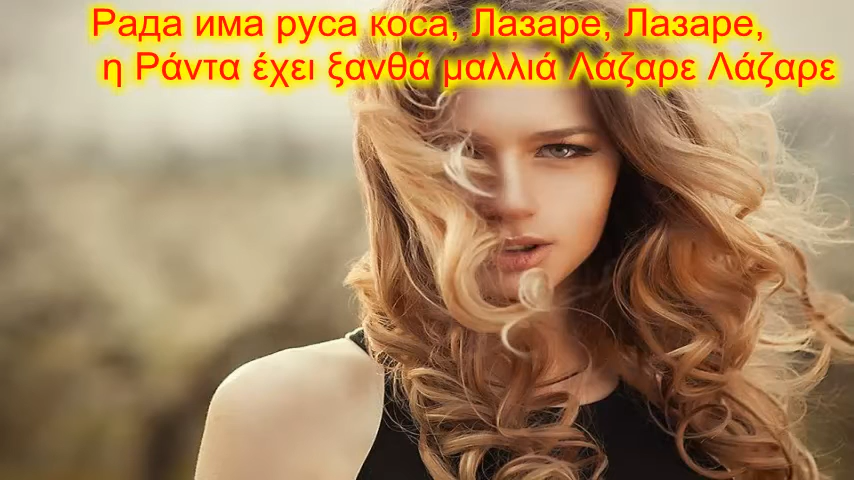 Рада има руса коса, Лазаре, Лазаре,
η Ράντα έχει ξανθά μαλλιά Λάζαρε Λάζαρε